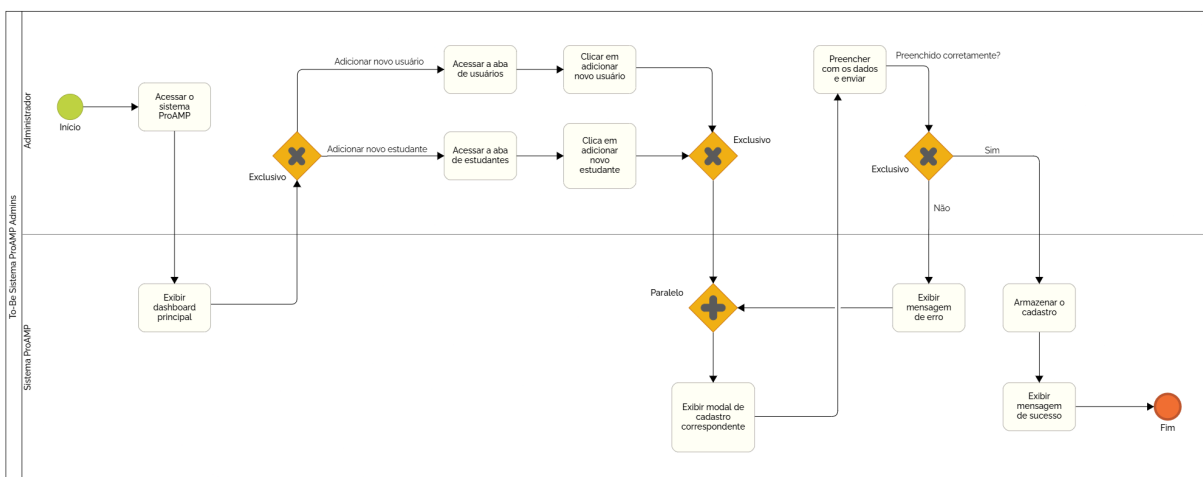 To-Be Sistema ProAMP Admins
Administrador
Início
Acessar o
sistema
ProAMP
Exclusivo
Adicionar novo usuário
Acessar a aba
de usuários
Clicar em
adicionar
novo usuário
Adicionar novo estudante
Acessar a aba
de estudantes
Clica em
adicionar
novo
estudante
Exclusivo
Preencher
com os dados
e enviar
Preenchido corretamente?
Exclusivo
Sim
Não
Sistema ProAMP
Exibir
dashboard
principal
Paralelo
Exibir modal de
cadastro
correspondente
Exibir
mensagem
de erro
Armazenar o
cadastro
Exibir
mensagem
de sucesso
Fim